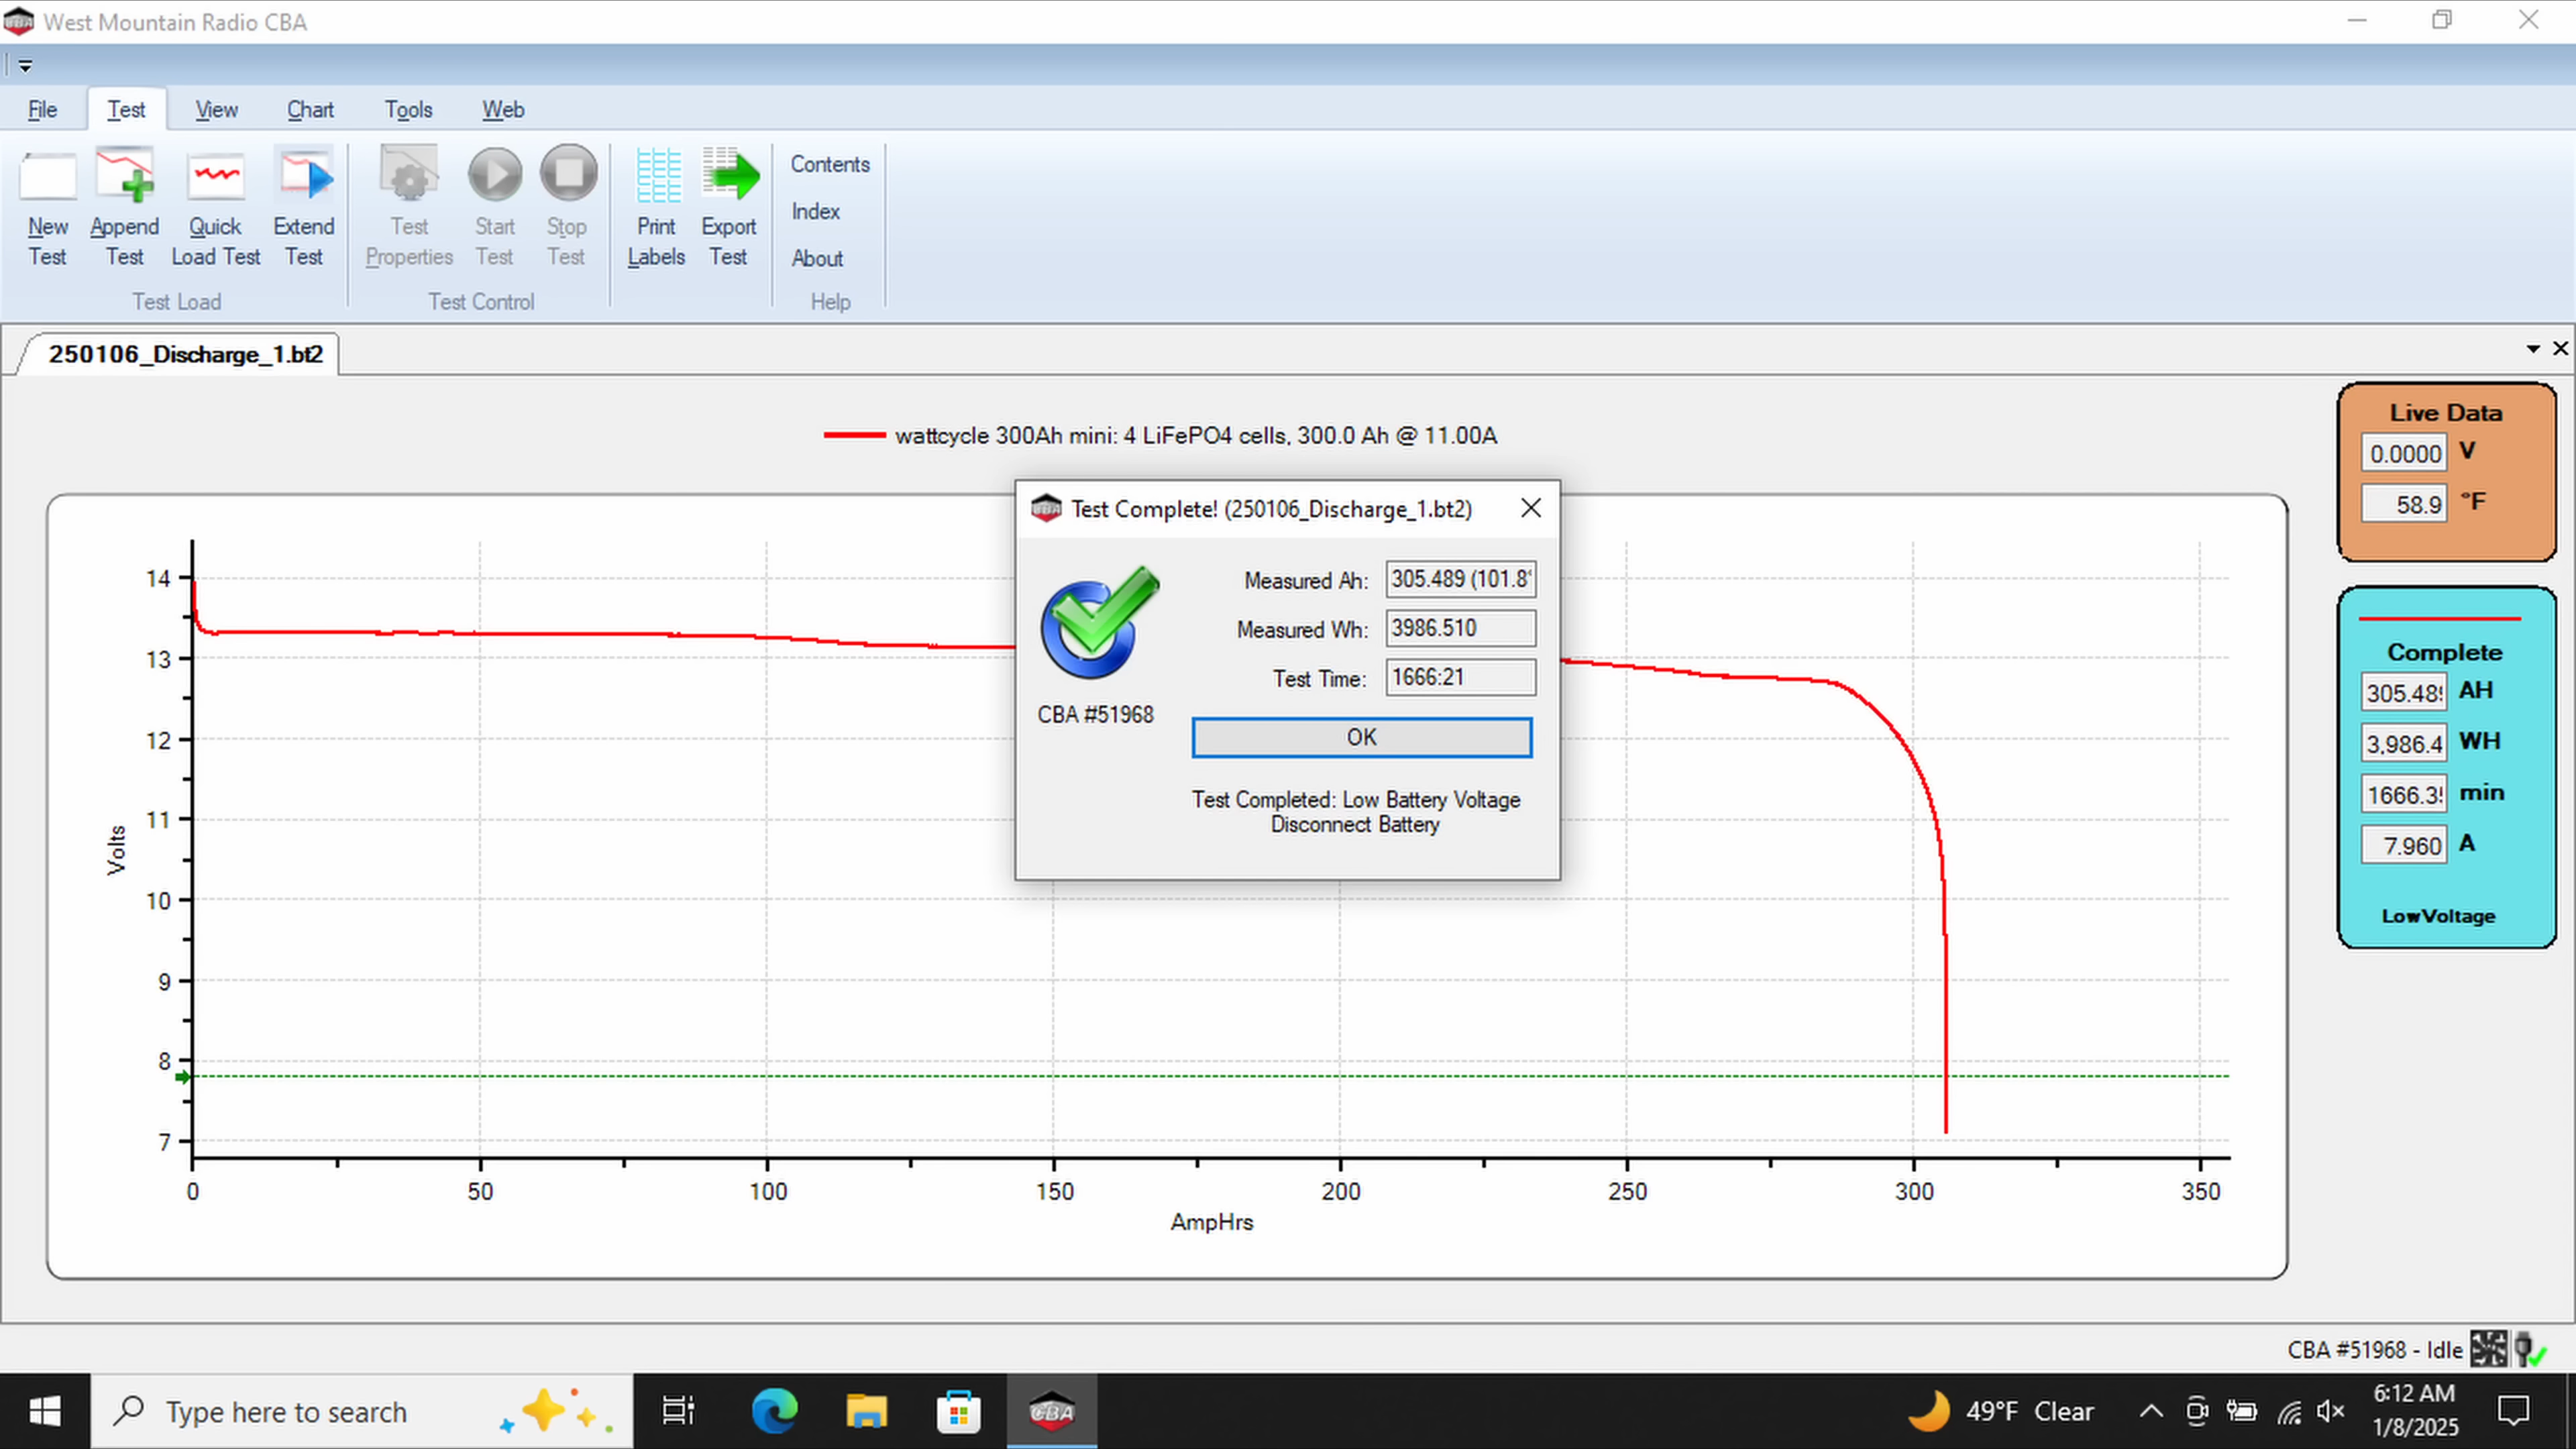 West Mountain Radio CBA
File Test View Chart Tools Web
New Test
Append Test
Quick Load Test
Extend Test
Test Load
Test Properties
Start Test
Stop Test
Test Control
Print Labels
Export Test
Contents
Index
About
Help
250106_Discharge_1.bt2
wattcycle 300Ah mini: 4 LiFePO4 cells, 300.0 Ah @ 11.00A
Live Data
0.0000 V
58.9 °F
Complete
305.489 AH
3,986.4 WH
1666.3 min
7.960 A
LowVoltage
Test Complete! (250106_Discharge_1.bt2)
CBA #51968
Measured Ah: 305.489 (101.8
Measured Wh: 3986.510
Test Time: 1666:21
OK
Test Completed: Low Battery Voltage
Disconnect Battery
Volts
14
13
12
11
10
9
8
7
0 50 100 150 200 250 300 350
AmpHrs
CBA #51968 - Idle
Type here to search
CBA
49°F Clear
6:12 AM
1/8/2025